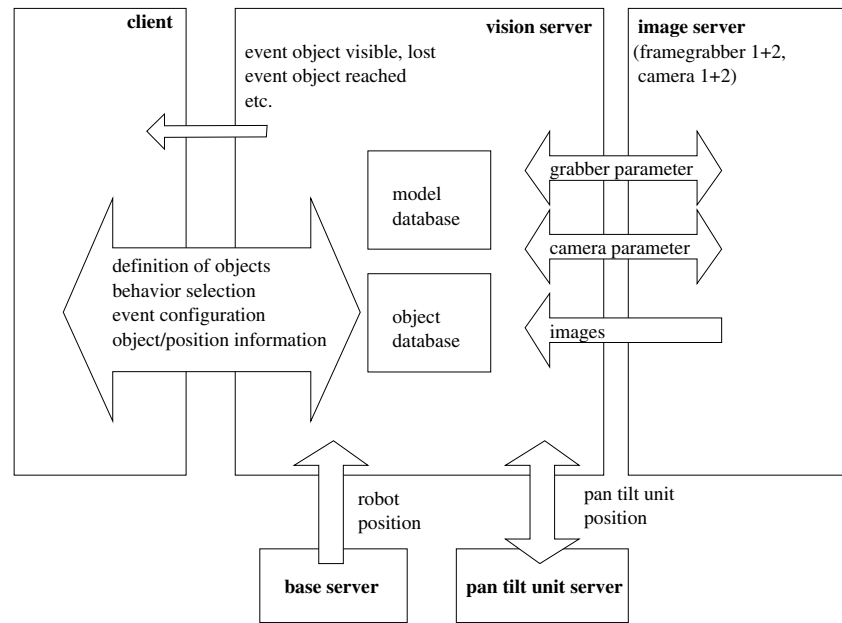 client
vision server
image server
event object visible, lost
event object reached
etc.
(framegrabber 1+2,
camera 1+2)
grabber parameter
model
database
camera parameter
definition of objects
behavior selection
event configuration
object/position information
object
database
images
robot
position
pan tilt unit
position
base server
pan tilt unit server